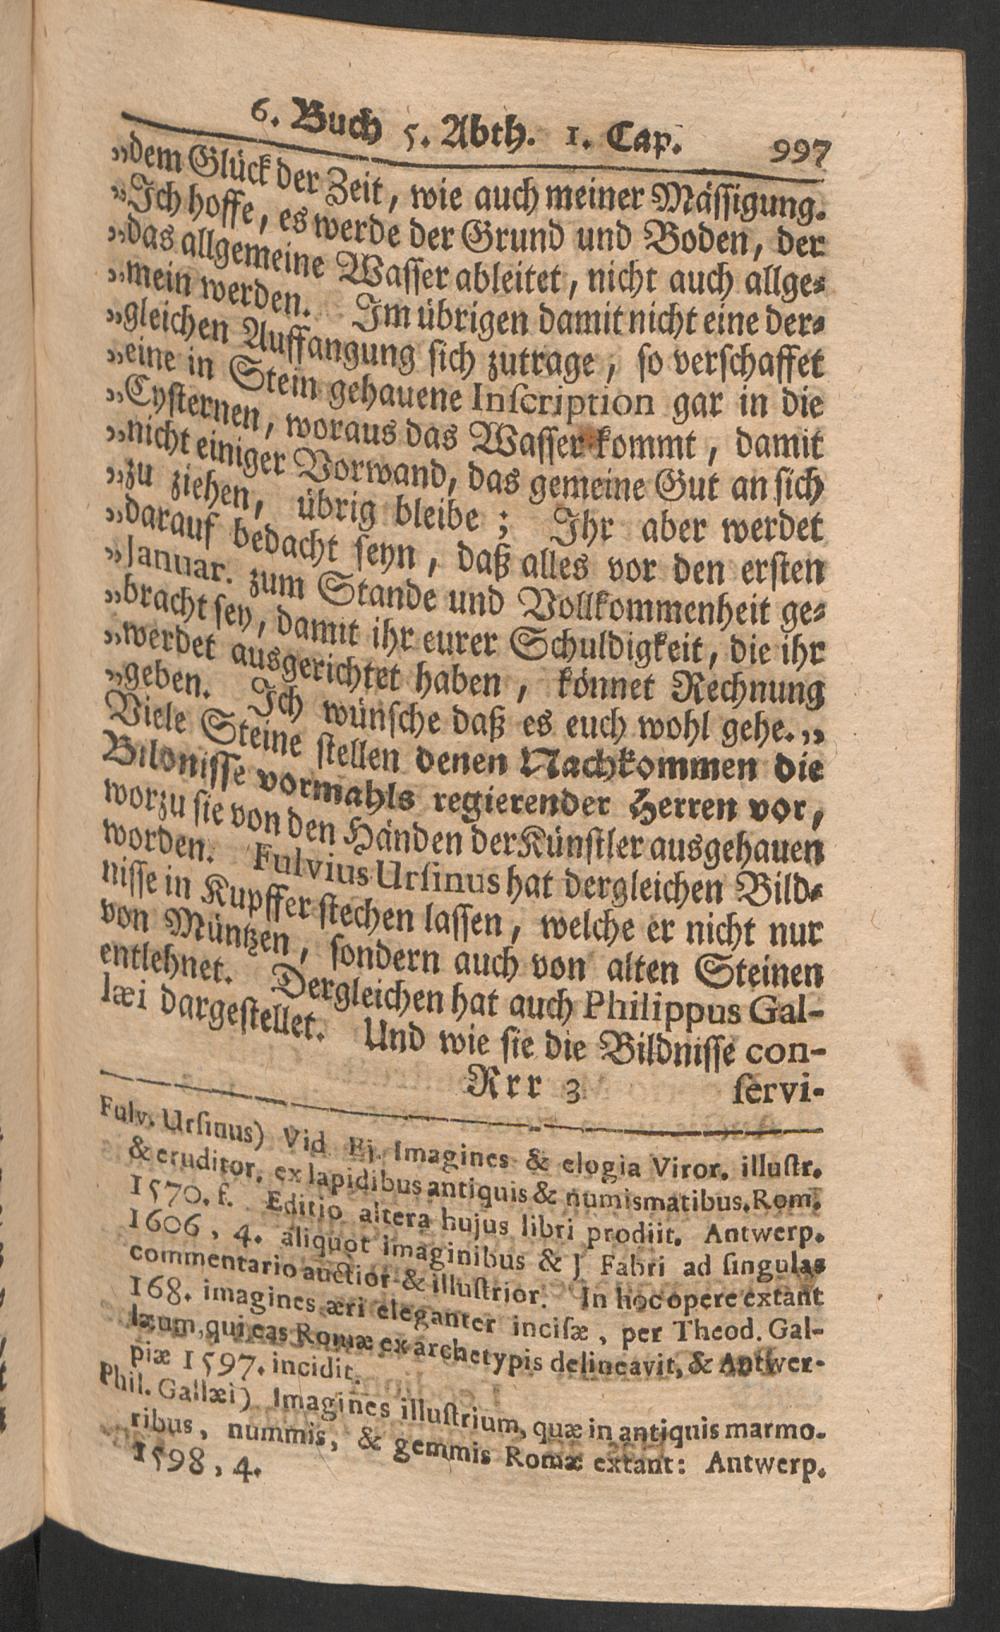 6. Buch 5. Abth. 1. Cap. 997
„dem Glück der Zeit, wie auch meiner Mässigung.
„Ich hoffe, es werde der Grund und Boden, der
„das allgemeine Wasser ableitet, nicht auch allge-
„mein werden. Im übrigen damit nicht eine der-
„gleichen Auffangung sich zutrage, so verschaffet
„eine in Stein gehauene Inscription gar in die
„Cysternen, woraus das Wasser kommt, damit
„nicht einiger Vorwand, das gemeine Gut an sich
„zu ziehen, übrig bleibe; Ihr aber werdet
„darauf bedacht seyn, daß alles vor den ersten
„Januar. zum Stande und Vollkommenheit ge-
„bracht sey, damit ihr eurer Schuldigkeit, die ihr
„werdet ausgerichtet haben, könnet Rechnung
„geben. Ich wünsche daß es euch wohl gehe.„
Viele Steine stellen denen Nachkommen die
Bildnisse vormahls regierender Herren vor,
worzu sie von den Händen der Künstler ausgehauen
worden. Fulvius Ursinus hat dergleichen Bild-
nisse in Kupffer stechen lassen, welche er nicht nur
von Müntzen, sondern auch von alten Steinen
entlehnet. Dergleichen hat auch Philippus Gal-
læi dargestellet. Und wie sie die Bildnisse con-
Rrr 3 servi-
Fulv. Ursinus) Vid Ej. Imagines & elogia Viror. illustr.
& eruditor. ex lapidibus antiquis & numismatibus. Rom.
1570. f. Editio altera hujus libri prodiit. Antwerp.
1606, 4. aliquot imaginibus & J Fabri ad singulas
commentario auctior & illustrior. In hoc opere extant
168. imagines æri eleganter incisæ, per Theod. Gal-
læum, qui eas Romæ ex archetypis delineavit, & Antwer-
piæ 1597. incidit.
Phil. Gallæi) Imagines illustrium, quæ in antiquis marmo-
ribus, nummis, & gemmis Romæ extant: Antwerp.
1598, 4.